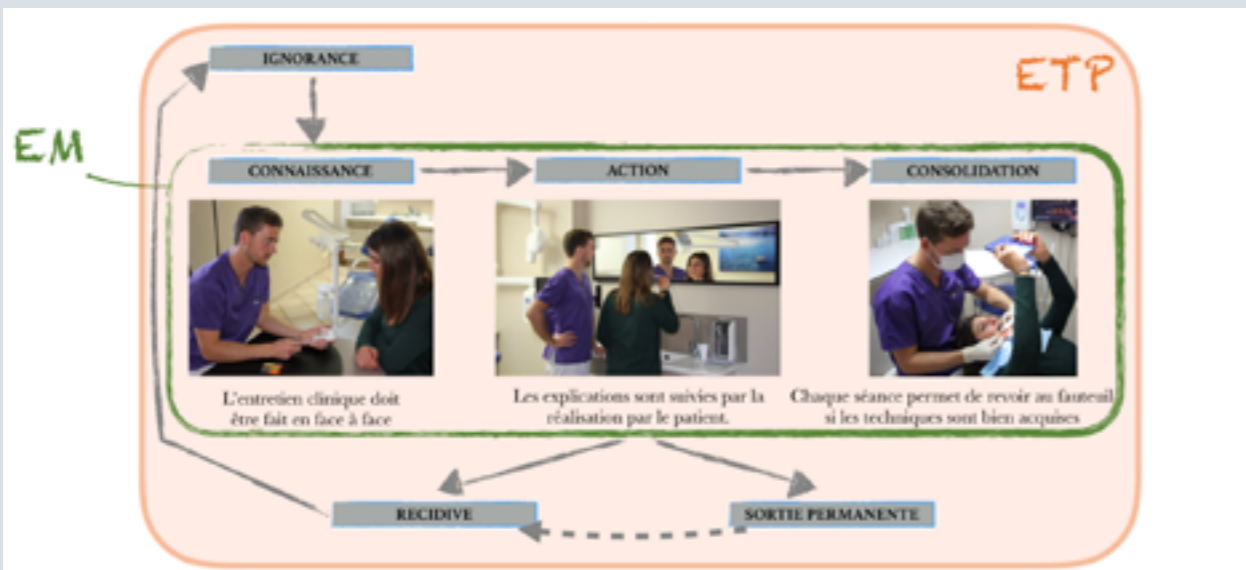 IGNORANCE
ETP
EM
CONNAISSANCE
ACTION
CONSOLIDATION
L'entretien clinique doit
être fait en face à face
Les explications sont suivies par la
réalisation par le patient.
Chaque séance permet de revoir au fauteuil
si les techniques sont bien acquises
RECIDIVE
SORTIE PERMANENTE